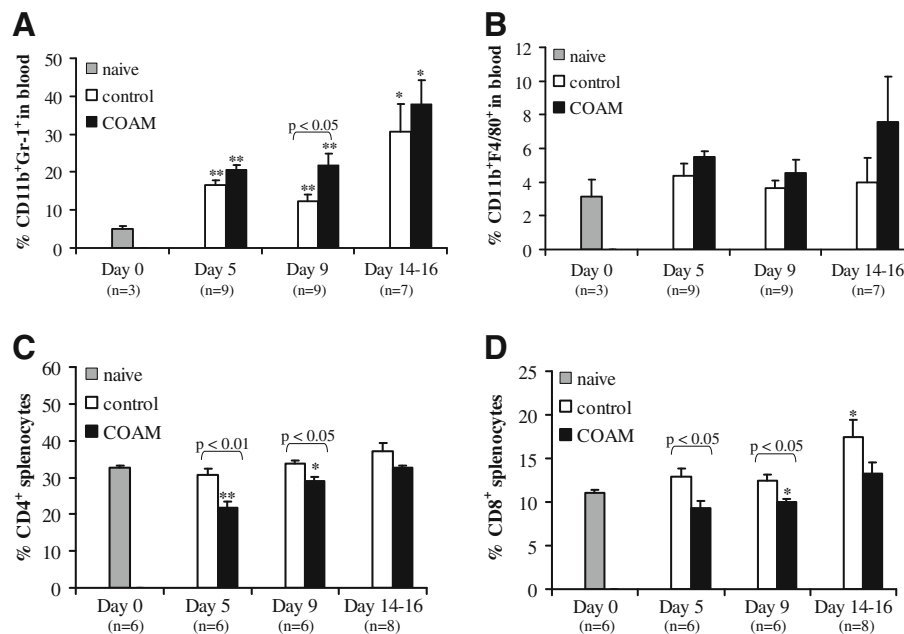 A
% CD11b⁺Gr-1⁺ in blood
50
40
30
20
10
0
naive
control
COAM
** **
p < 0.05
** **
* *
Day 0 Day 5 Day 9 Day 14-16
(n=3) (n=9) (n=9) (n=7)
B
% CD11b⁺F4/80⁺ in blood
12
10
8
6
4
2
0
naive
control
COAM
Day 0 Day 5 Day 9 Day 14-16
(n=3) (n=9) (n=9) (n=7)
C
% CD4⁺ splenocytes
60
50
40
30
20
10
0
naive
control
COAM
p < 0.01
**
p < 0.05
*
Day 0 Day 5 Day 9 Day 14-16
(n=6) (n=6) (n=6) (n=8)
D
% CD8⁺ splenocytes
25
20
15
10
5
0
naive
control
COAM
p < 0.05
p < 0.05
*
*
Day 0 Day 5 Day 9 Day 14-16
(n=6) (n=6) (n=6) (n=8)